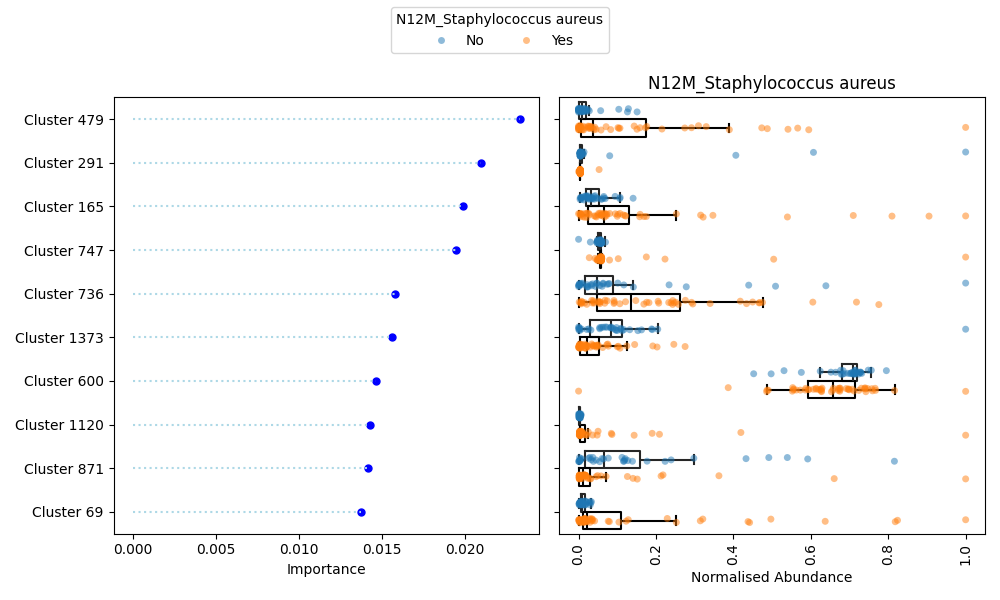 N12M_Staphylococcus aureus
No Yes
N12M_Staphylococcus aureus
Cluster 479
Cluster 291
Cluster 165
Cluster 747
Cluster 736
Cluster 1373
Cluster 600
Cluster 1120
Cluster 871
Cluster 69
0.000 0.005 0.010 0.015 0.020
Importance
0.0 0.2 0.4 0.6 0.8 1.0
Normalised Abundance